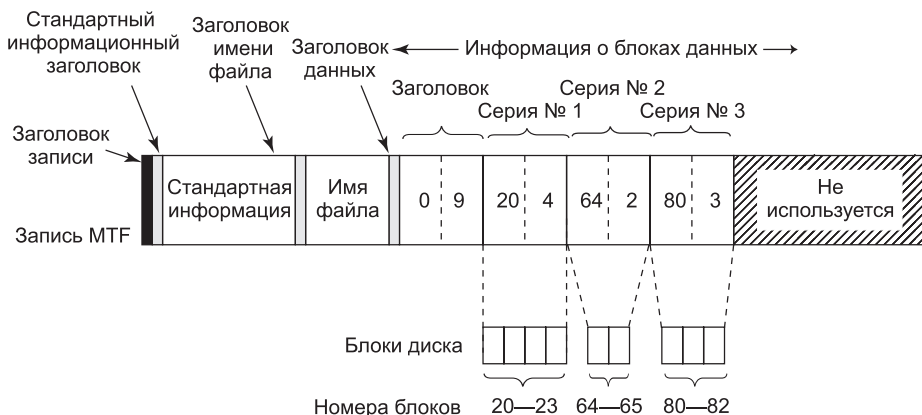 Стандартный
информационный
заголовок
Заголовок
имени
файла
Заголовок
данных
Информация о блоках данных
Заголовок
Серия № 1
Серия № 2
Серия № 3
Заголовок
записи
Запись MTF
Стандартная
информация
Имя
файла
0 9 20 4 64 2 80 3
Не
используется
Блоки диска
Номера блоков 20—23 64—65 80—82